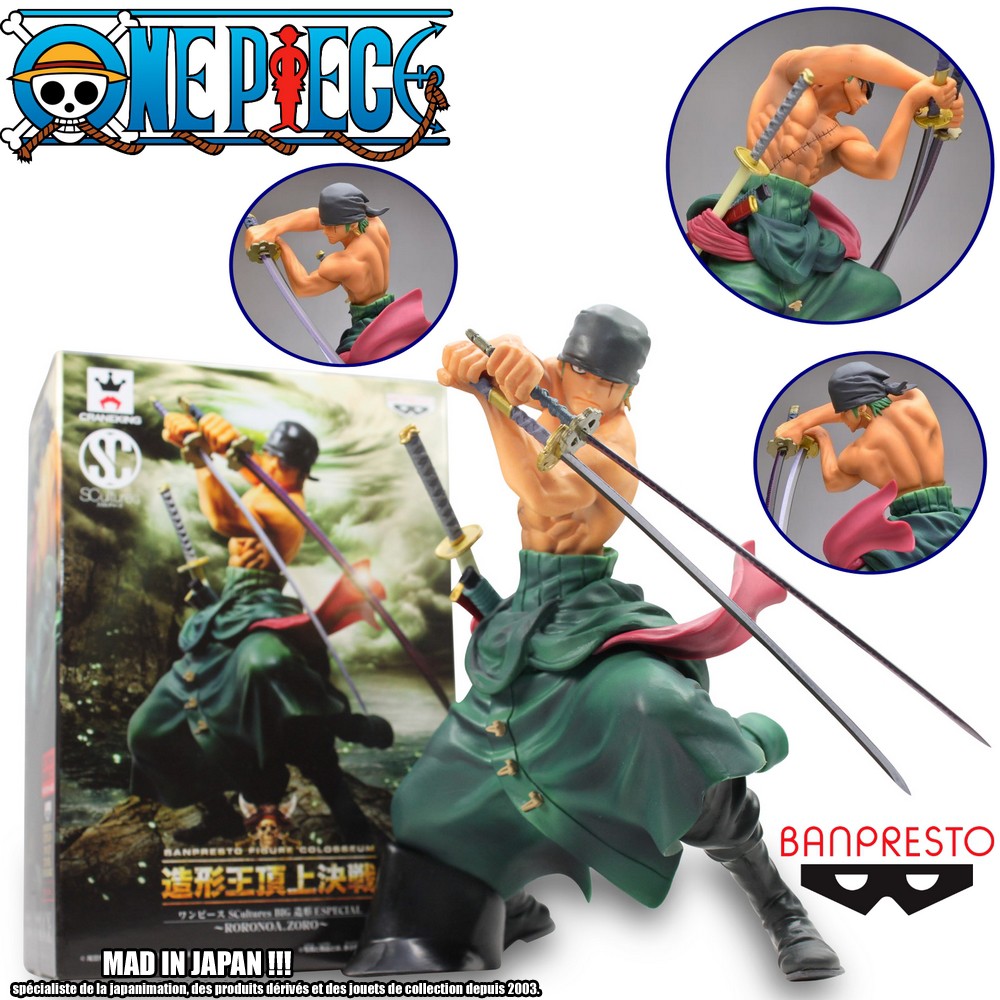 ONE PIECE
CRANEKING
SC
SCultures
BANPRESTO
BANPRESTO FIGURE COLOSSEUM
造形王頂上決戦
ワンピース SCultures BIG 造形 ESPECIAL
~RORONOA.ZORO~
MAD IN JAPAN !!!
spécialiste de la japanimation, des produits dérivés et des jouets de collection depuis 2003.